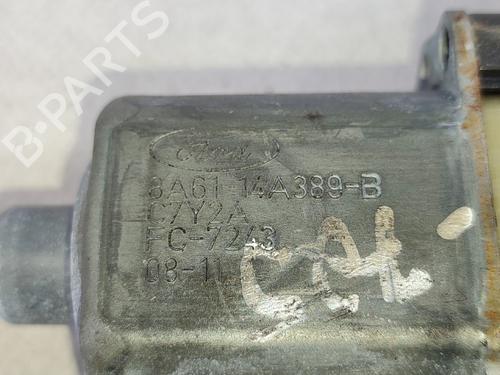 B-PARTS
Ford
8A61-14A389-B
C7Y2A
FC-7243
08-11